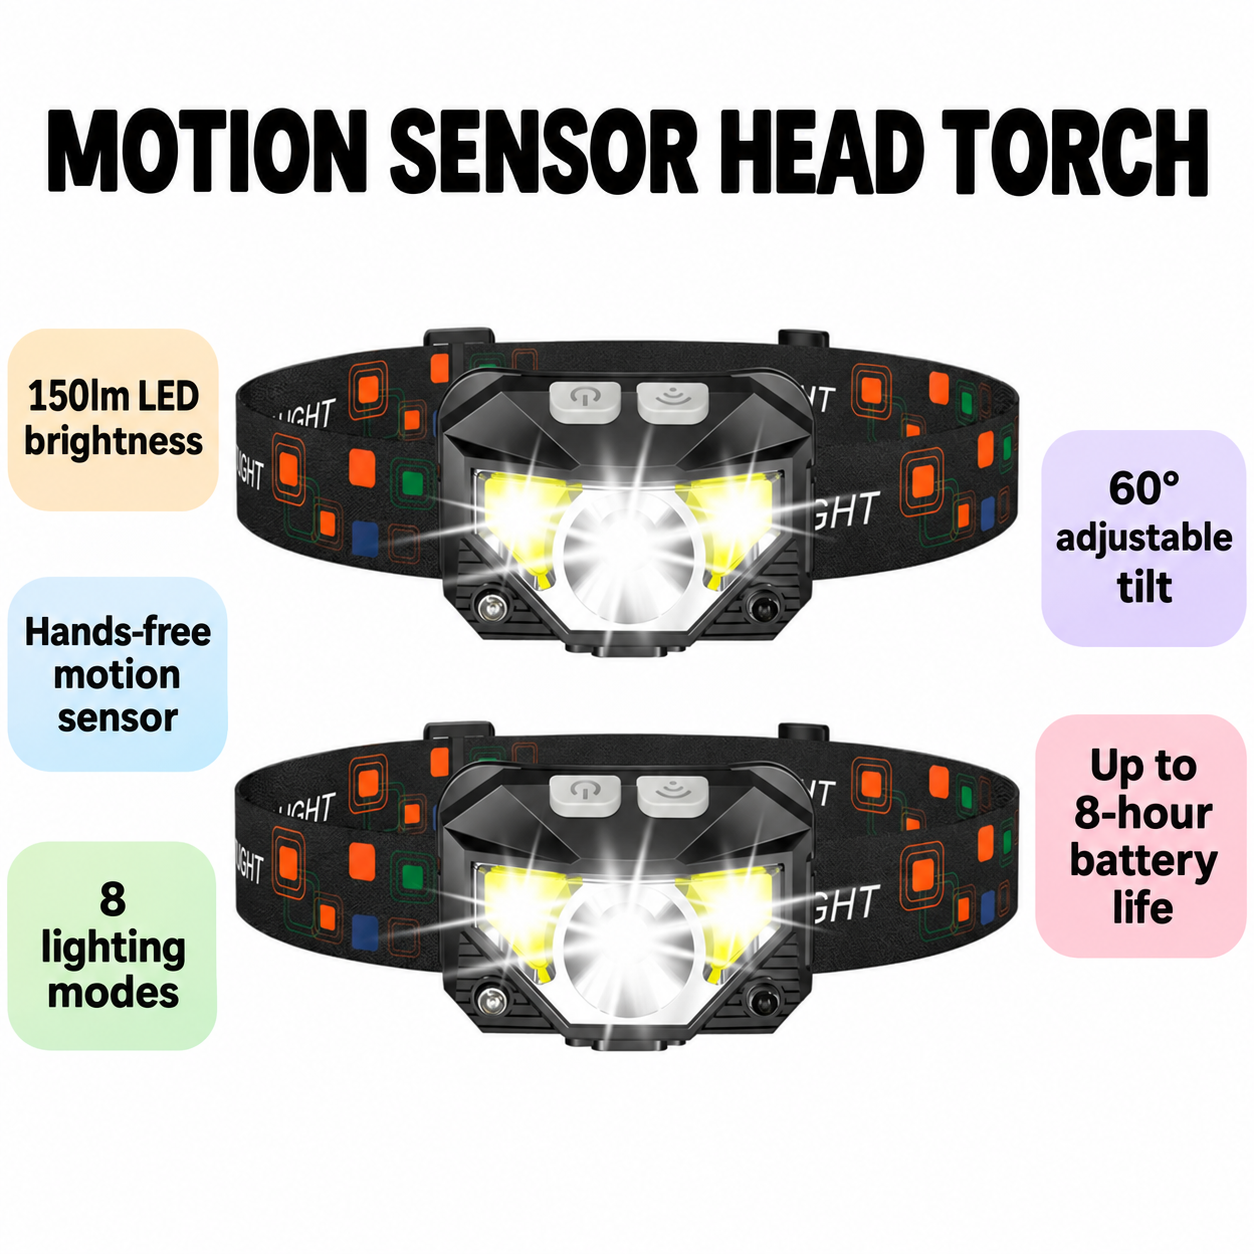 MOTION SENSOR HEAD TORCH
150lm LED
brightness
Hands-free
motion
sensor
8
lighting
modes
60°
adjustable
tilt
Up to
8-hour
battery
life